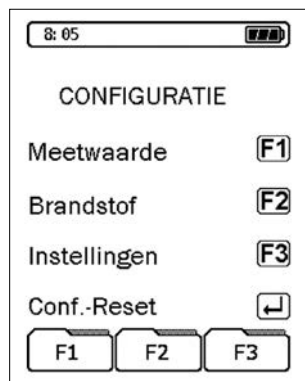 8:05
CONFIGURATIE
Meetwaarde F1
Brandstof F2
Instellingen F3
Conf.-Reset ↵
F1 F2 F3